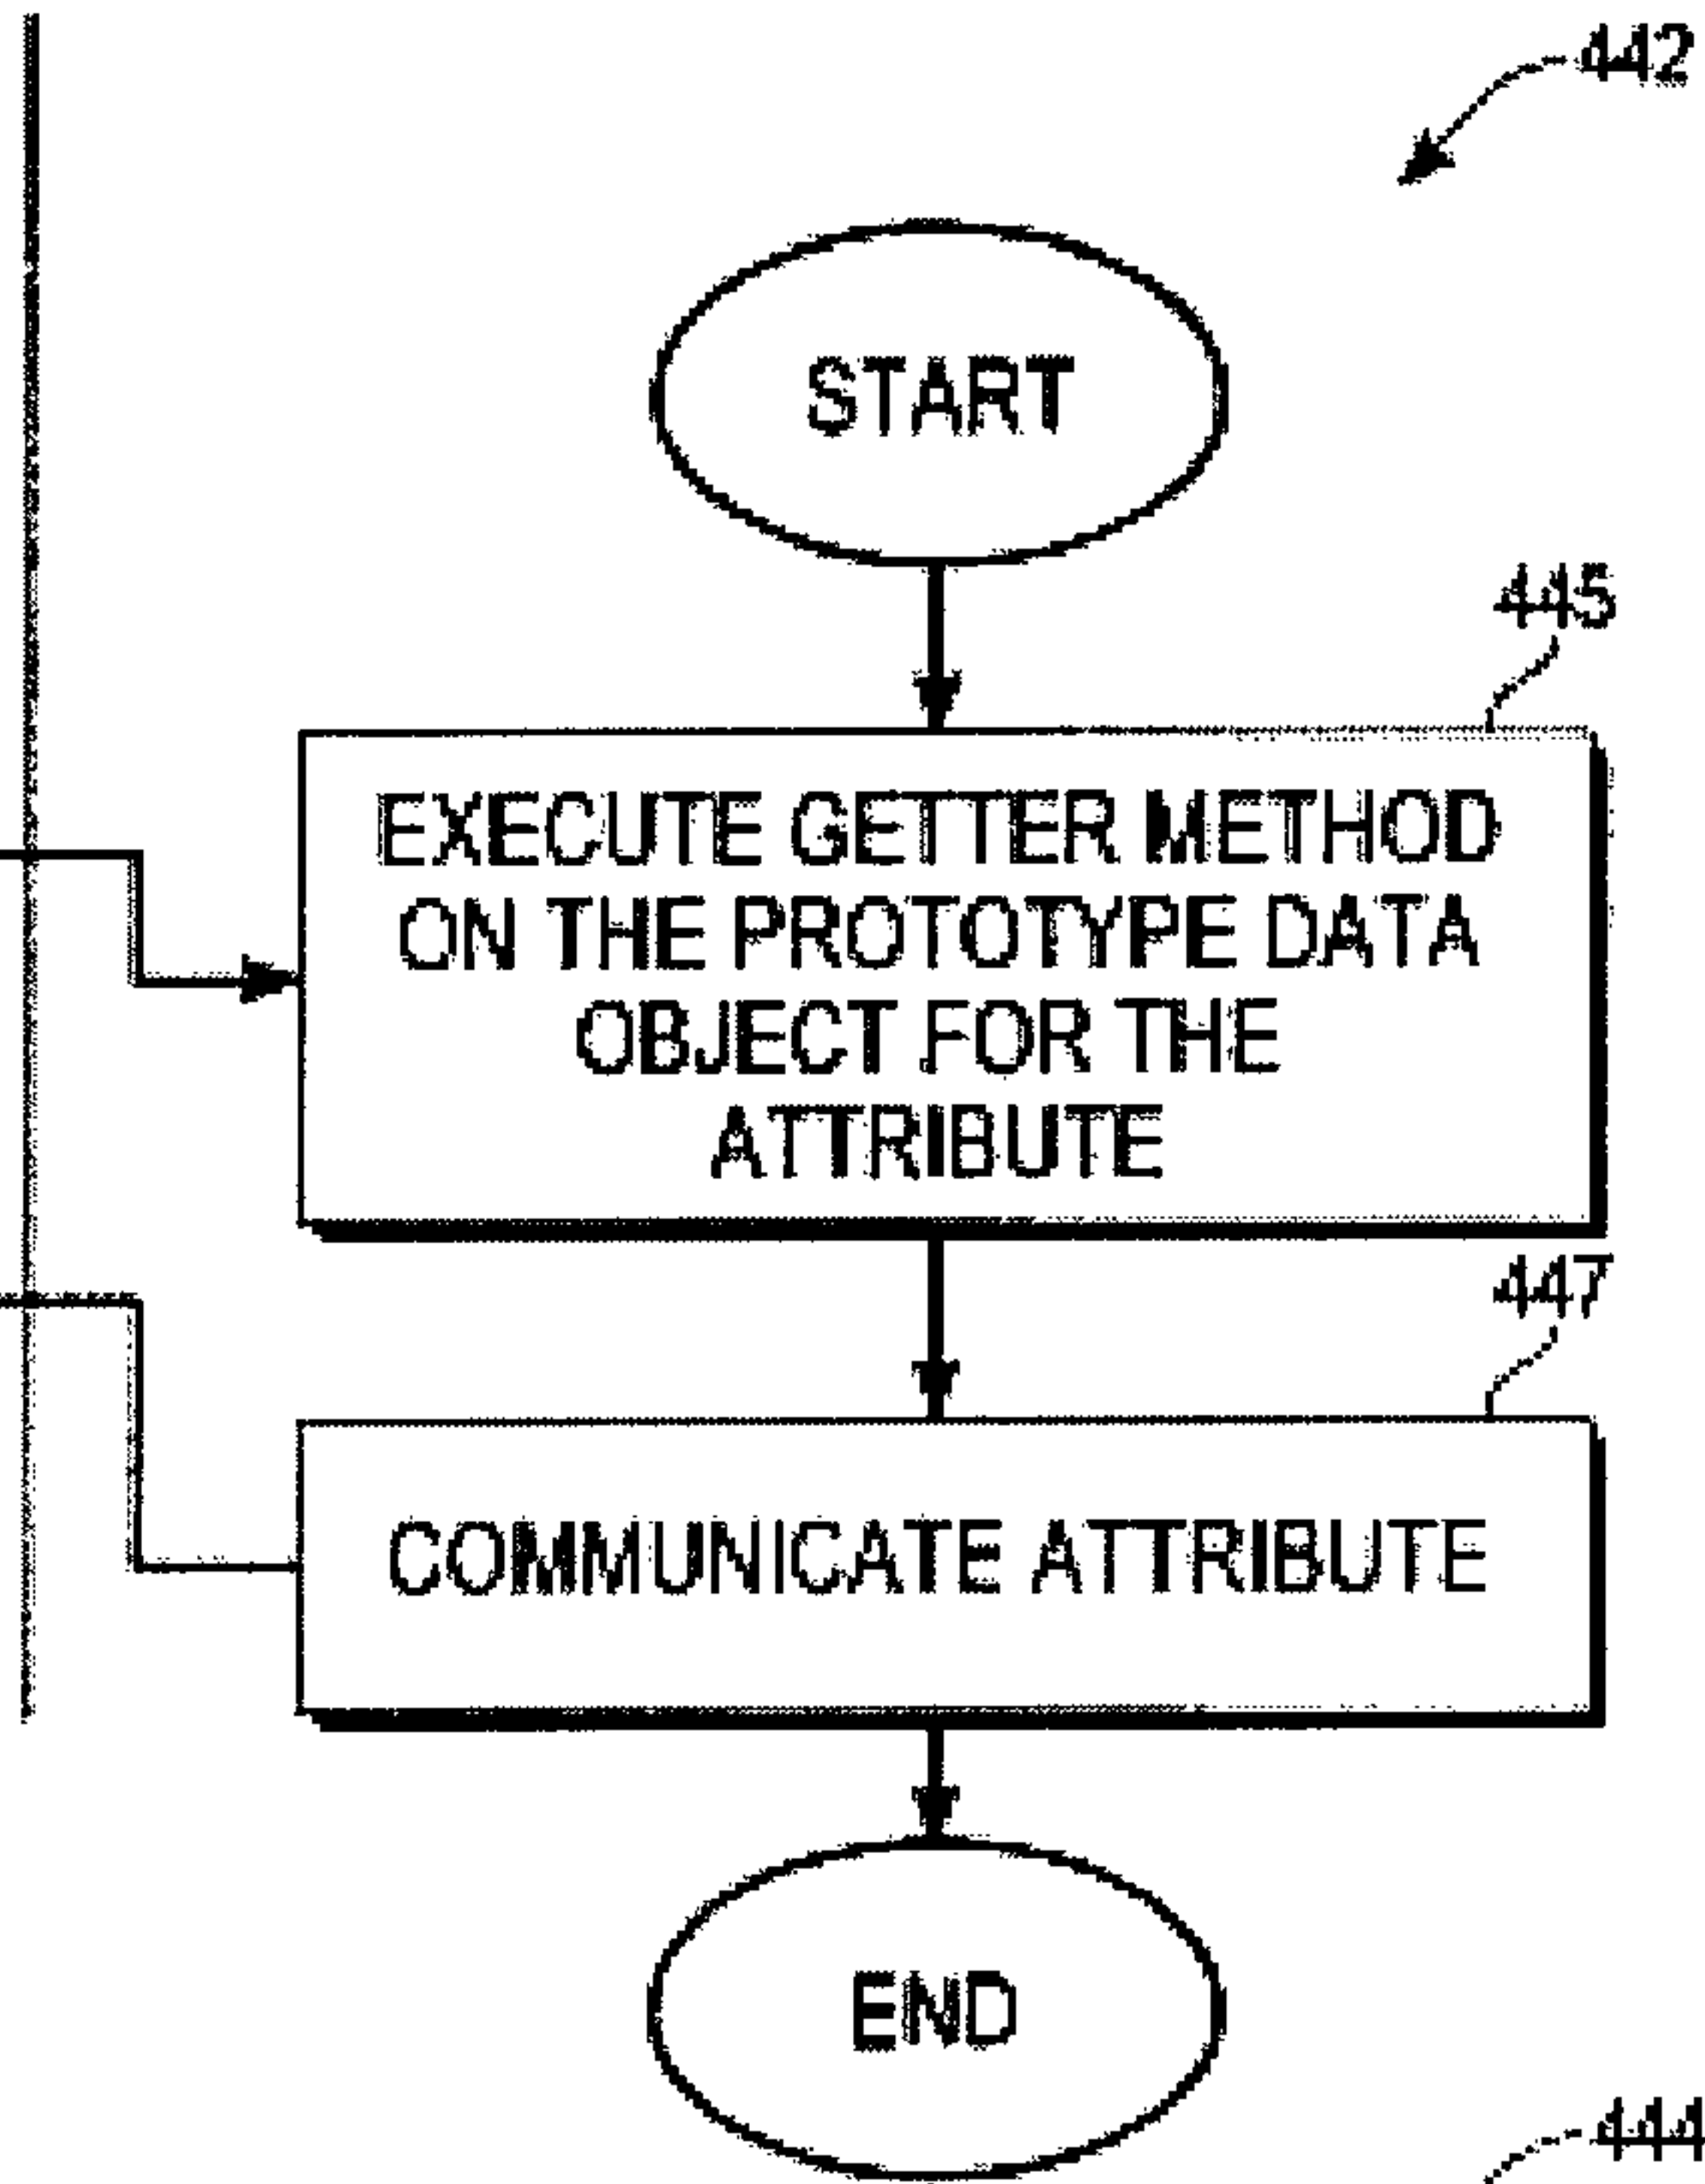 442
START
445
EXECUTE GETTER METHOD
ON THE PROTOTYPE DATA
OBJECT FOR THE
ATTRIBUTE
447
COMMUNICATE ATTRIBUTE
END
444